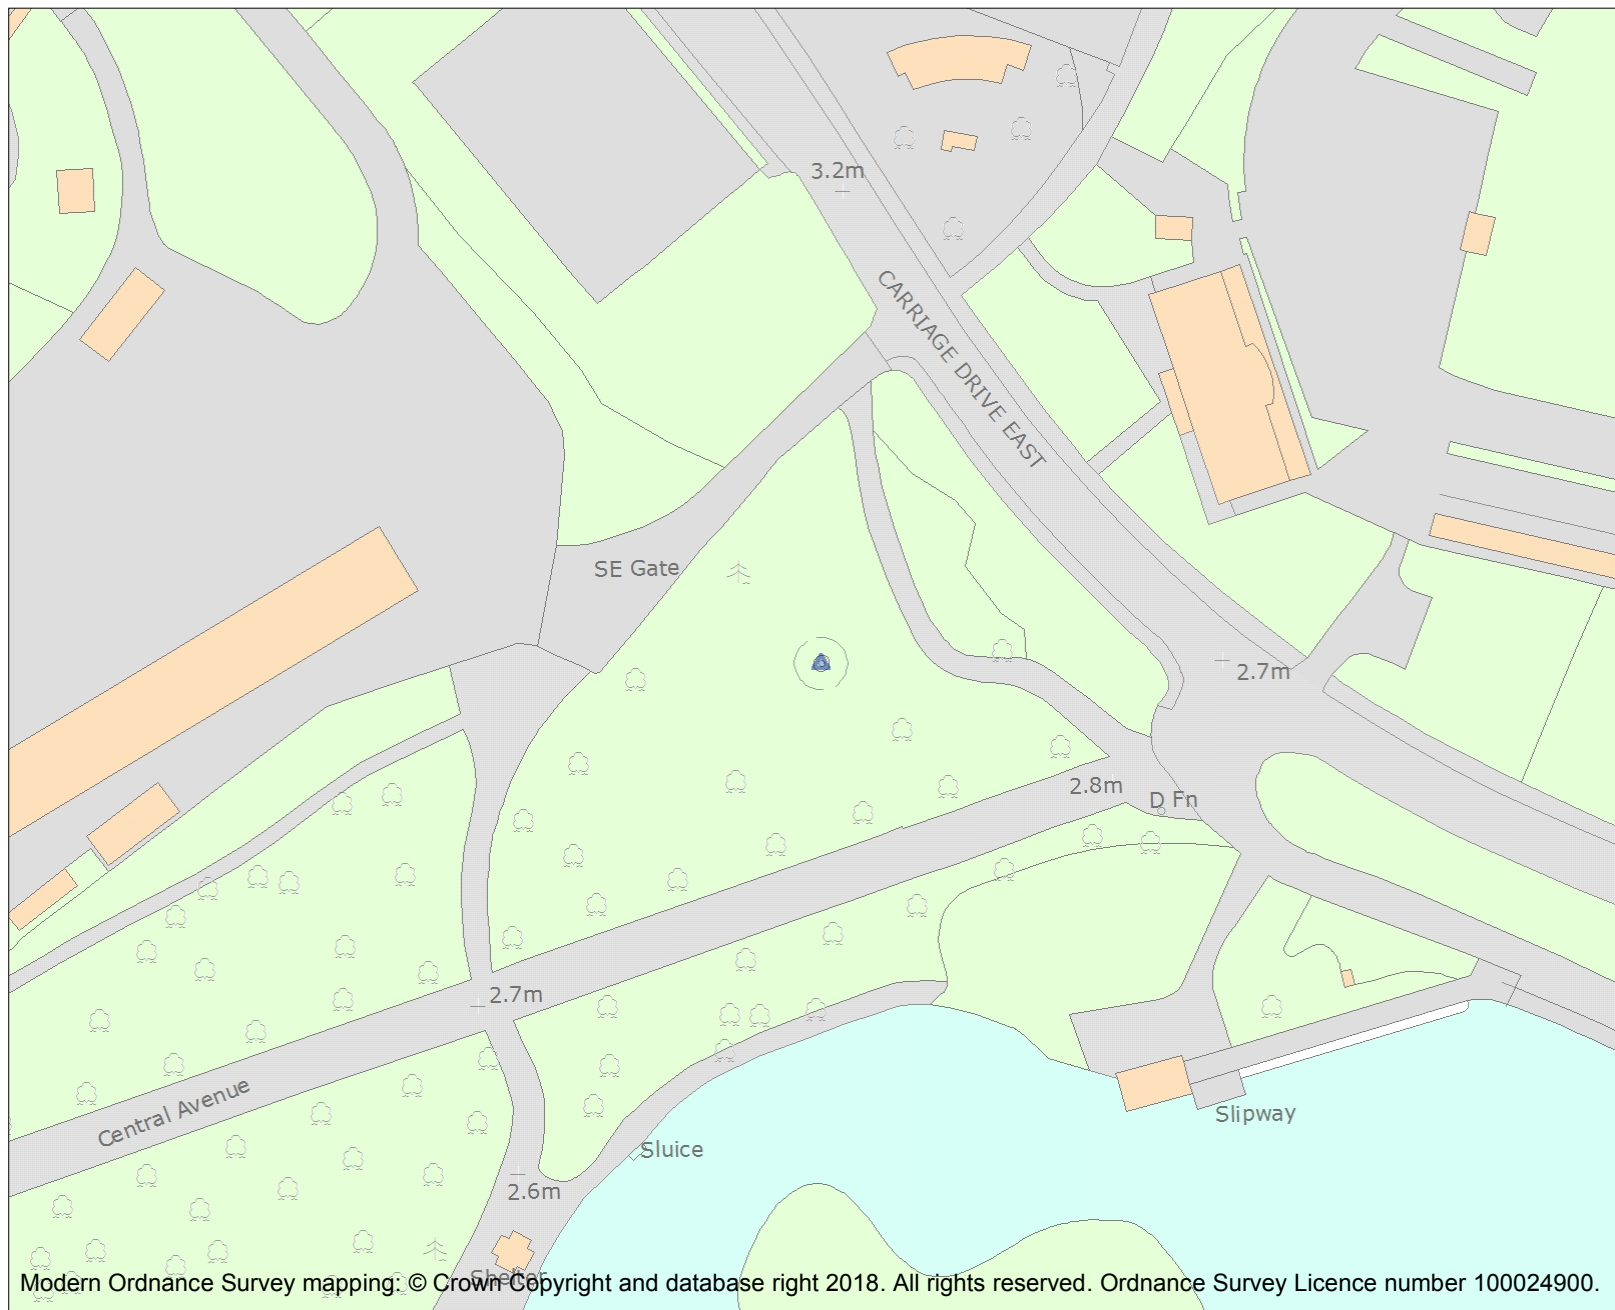 3.2m
CARRIAGE DRIVE EAST
SE Gate
2.7m
2.8m
D Fn
2.7m
Central Avenue
Slipway
Sluice
2.6m
Shelter
Modern Ordnance Survey mapping: © Crown Copyright and database right 2018. All rights reserved. Ordnance Survey Licence number 100024900.